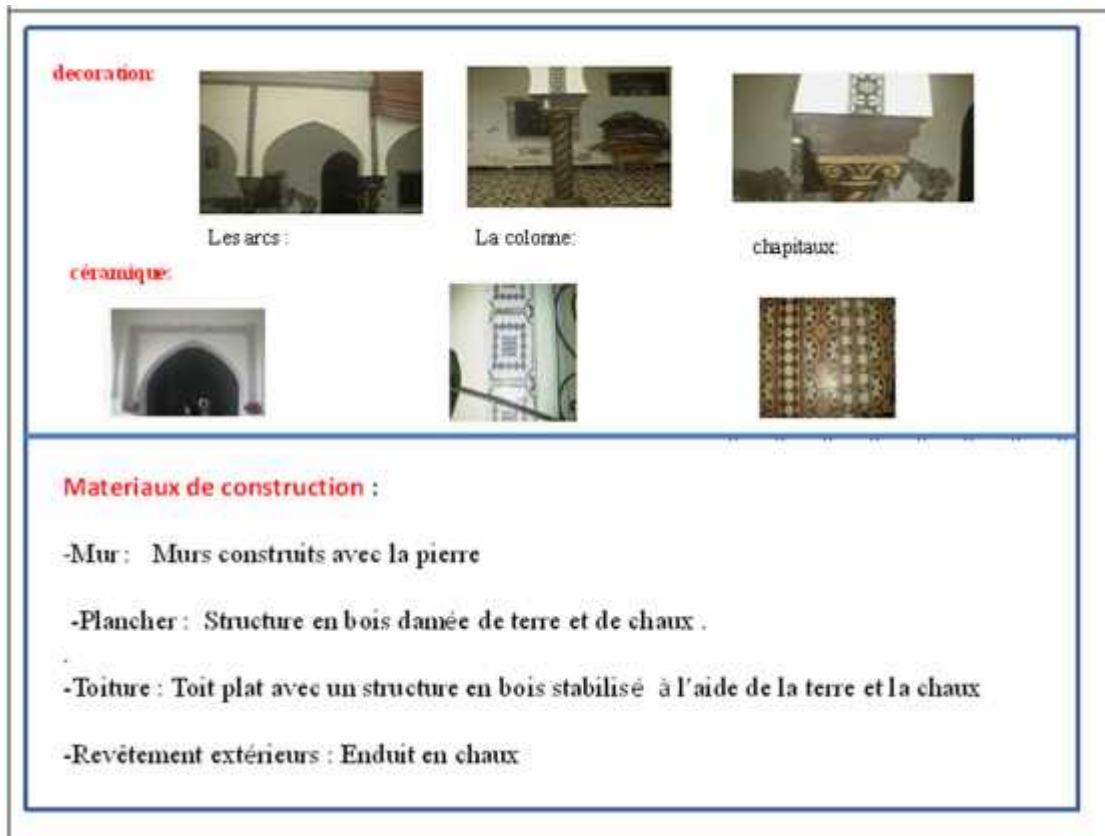 decoration:
Les arcs :
La colonne:
chapitaux:
céramique:
Materiaux de construction :
-Mur : Murs construits avec la pierre
-Plancher : Structure en bois damée de terre et de chaux .
.
-Toiture : Toit plat avec un structure en bois stabilisé à l'aide de la terre et la chaux
-Revêtement extérieurs : Enduit en chaux